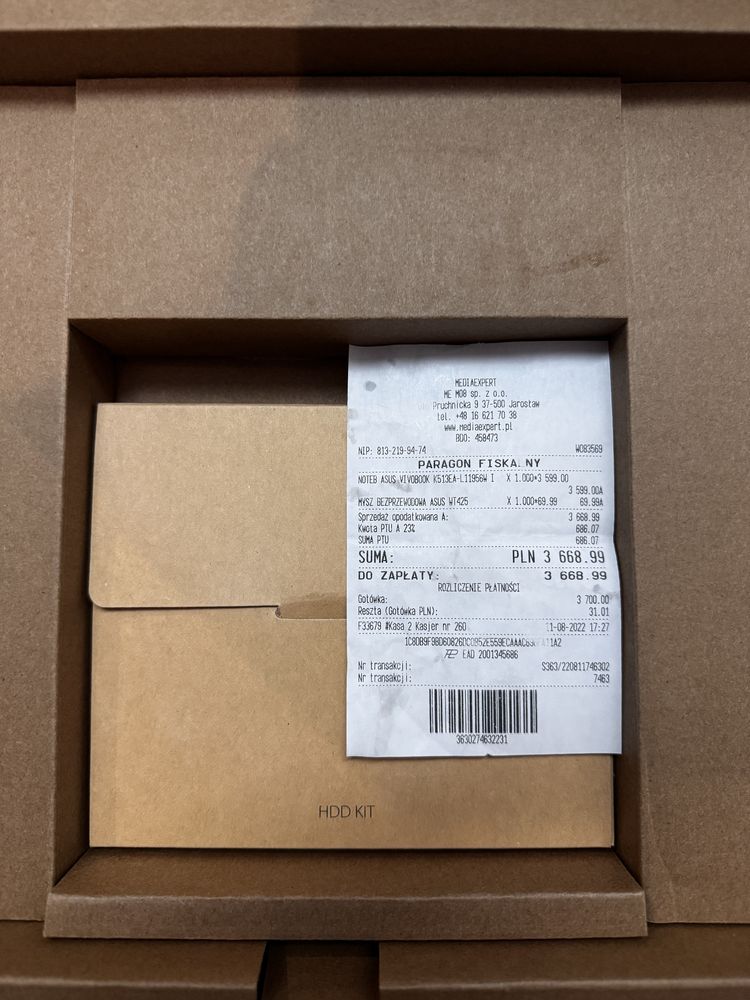 MEDIAEXPERT
ME M08 sp. z o.o.
Pruchnicka 9 37-500 Jarosław
tel. +48 16 621 70 38
www.mediaexpert.pl
BDO: 458473
NIP: 813-219-94-74 W083569
PARAGON FISKA NY
NOTEB ASUS VIVOBOOK K513EA-L11956W I X 1.000*3 599.00
3 599.00A
MYSZ BEZPRZEWODOWA ASUS WT425 X 1.000*69.99 69.99A
Sprzedaż opodatkowana A: 3 668.99
Kwota PTU A 23% 686.07
SUMA PTU 686.07
SUMA: PLN 3 668.99
DO ZAPŁATY: 3 668.99
ROZLICZENIE PŁATNOŚCI
Gotówka: 3 700.00
Reszta (Gotówka PLN): 31.01
F33679 #Kasa 2 Kasjer nr 260 11-08-2022 17:27
EAD 2001345686
Nr transakcji: S363/220811746302
Nr transakcji: 7463
3630274632231
HDD KIT